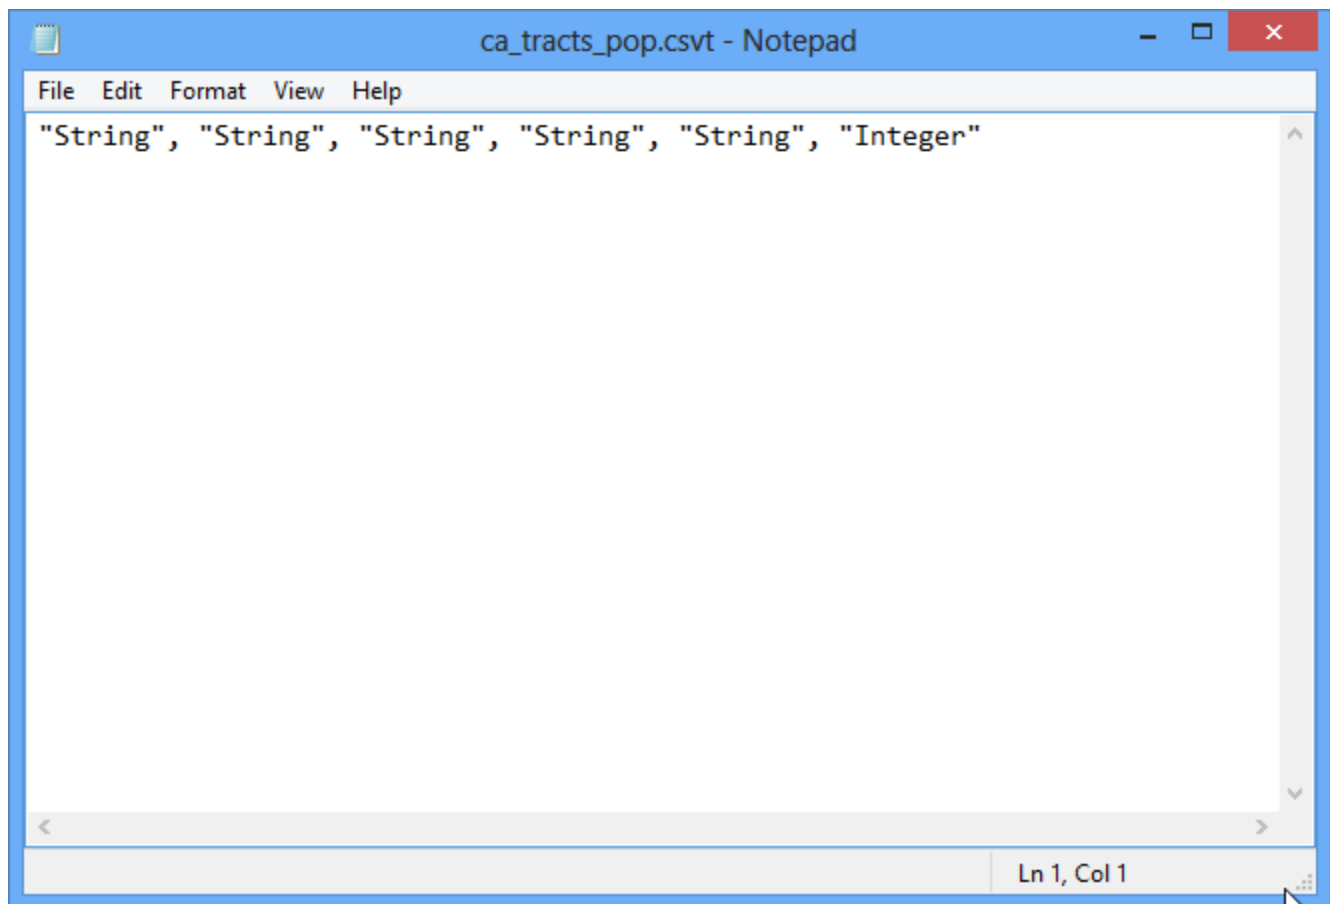 ca_tracts_pop.csvt - Notepad
File Edit Format View Help
"String", "String", "String", "String", "String", "Integer"
Ln 1, Col 1